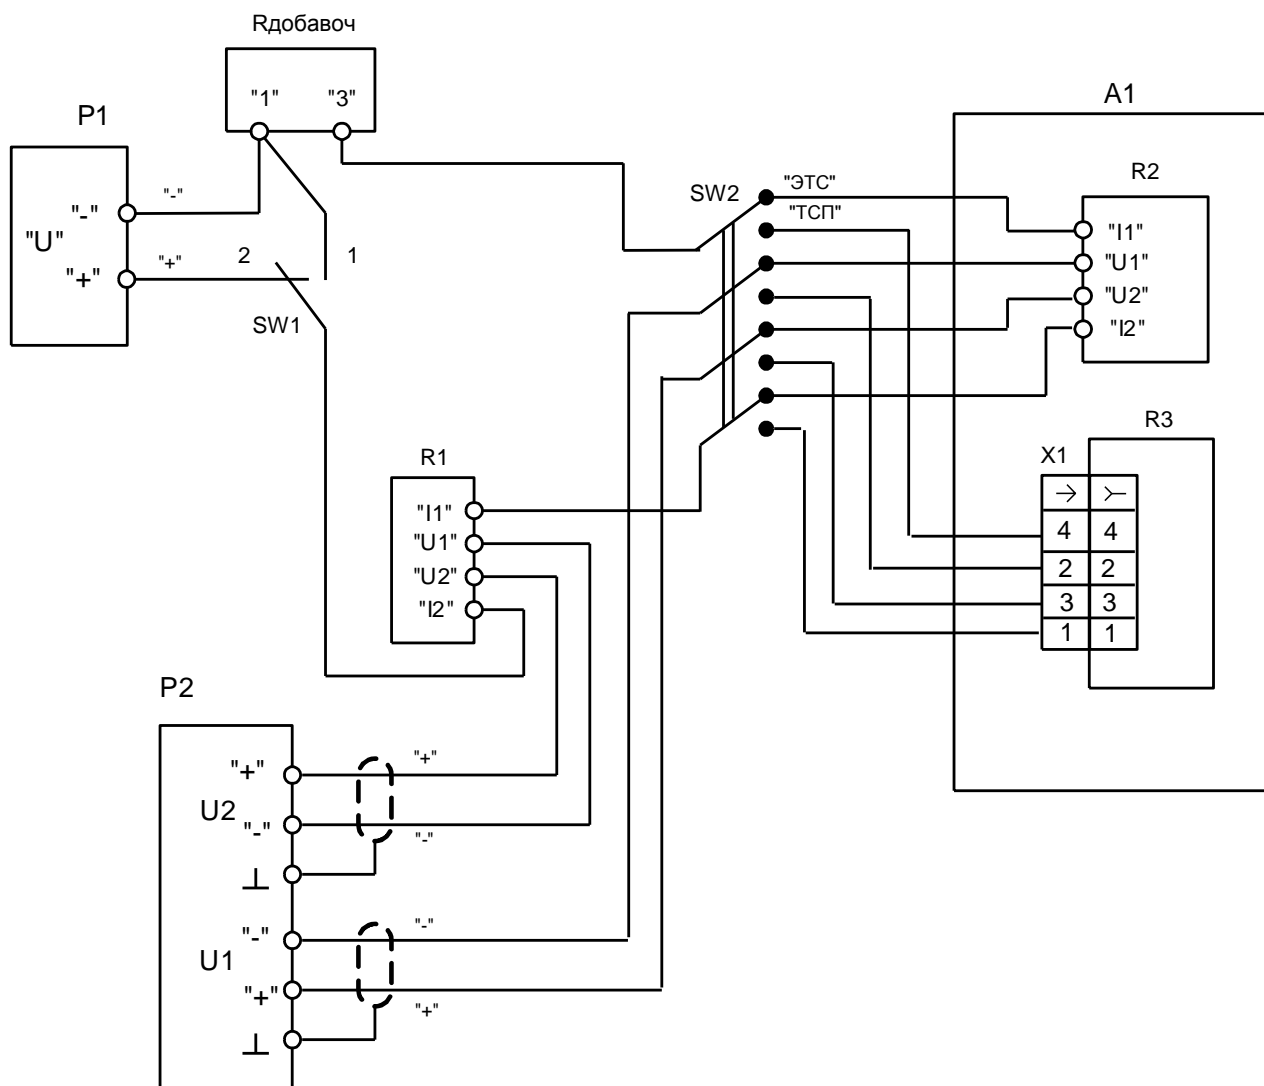 Rдобавоч
"1" "3"
P1
"-"
"-"
"U"
"+"
"+"
2
1
SW1
SW2
"ЭТС"
"ТСП"
A1
R2
"I1"
"U1"
"U2"
"I2"
R1
"I1"
"U1"
"U2"
"I2"
R3
X1
4 4
2 2
3 3
1 1
P2
"+"
"+"
U2
"-"
"-"
"-"
"-"
U1
"+"
"+"